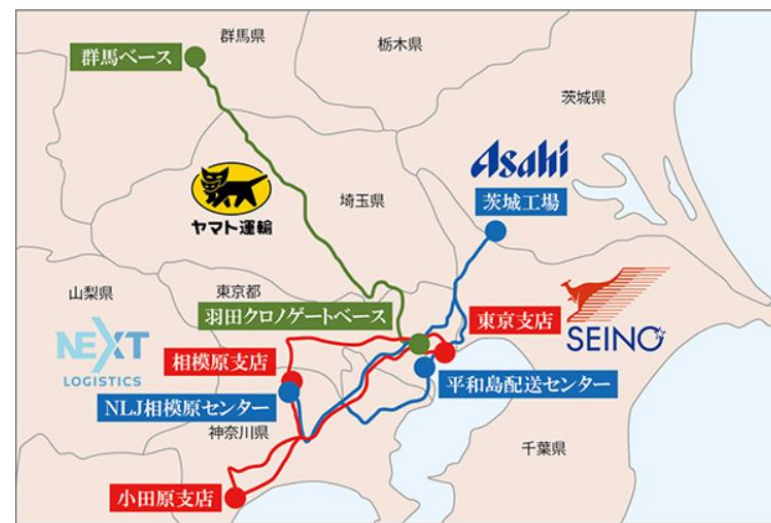 群馬県
栃木県
群馬ベース
茨城県
Asahi
茨城工場
埼玉県
ヤマト運輸
山梨県
東京都
羽田クロノゲートベース
東京支店
SEINO
NEXT
LOGISTICS
相模原支店
平和島配送センター
NLJ相模原センター
神奈川県
千葉県
小田原支店